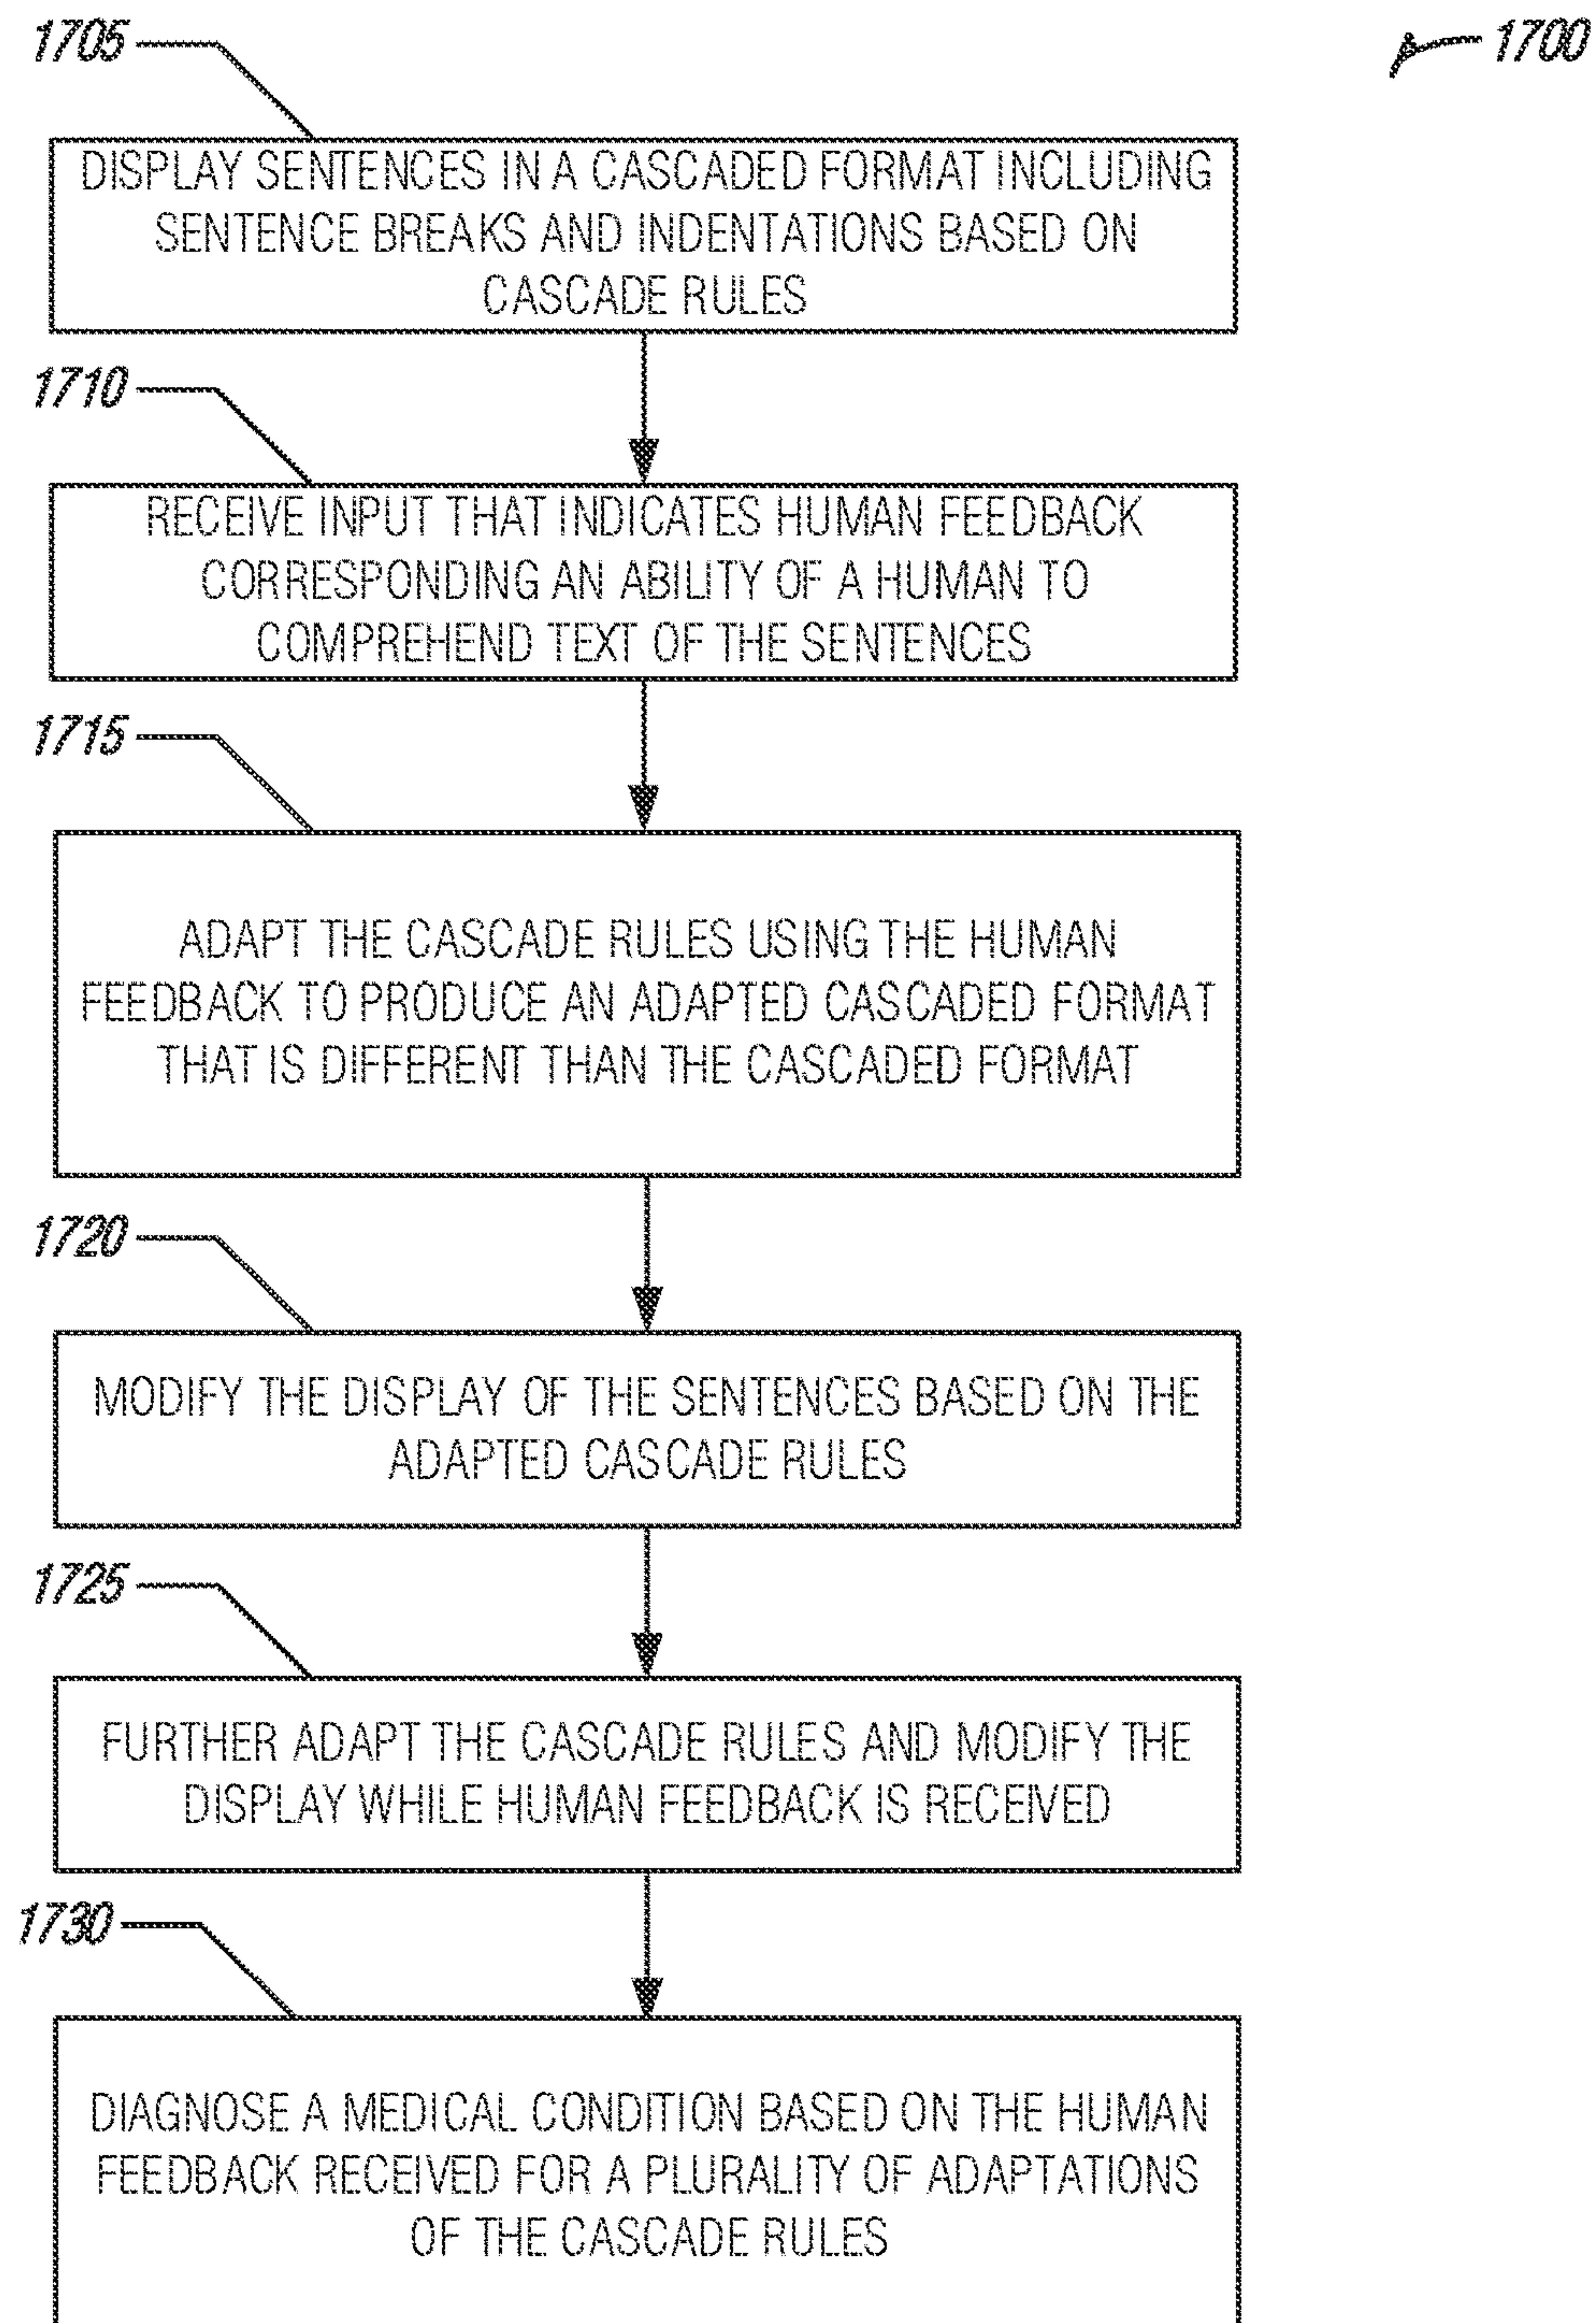 1700
1705
DISPLAY SENTENCES IN A CASCADED FORMAT INCLUDING
SENTENCE BREAKS AND INDENTATIONS BASED ON
CASCADE RULES
1710
RECEIVE INPUT THAT INDICATES HUMAN FEEDBACK
CORRESPONDING AN ABILITY OF A HUMAN TO
COMPREHEND TEXT OF THE SENTENCES
1715
ADAPT THE CASCADE RULES USING THE HUMAN
FEEDBACK TO PRODUCE AN ADAPTED CASCADED FORMAT
THAT IS DIFFERENT THAN THE CASCADED FORMAT
1720
MODIFY THE DISPLAY OF THE SENTENCES BASED ON THE
ADAPTED CASCADE RULES
1725
FURTHER ADAPT THE CASCADE RULES AND MODIFY THE
DISPLAY WHILE HUMAN FEEDBACK IS RECEIVED
1730
DIAGNOSE A MEDICAL CONDITION BASED ON THE HUMAN
FEEDBACK RECEIVED FOR A PLURALITY OF ADAPTATIONS
OF THE CASCADE RULES